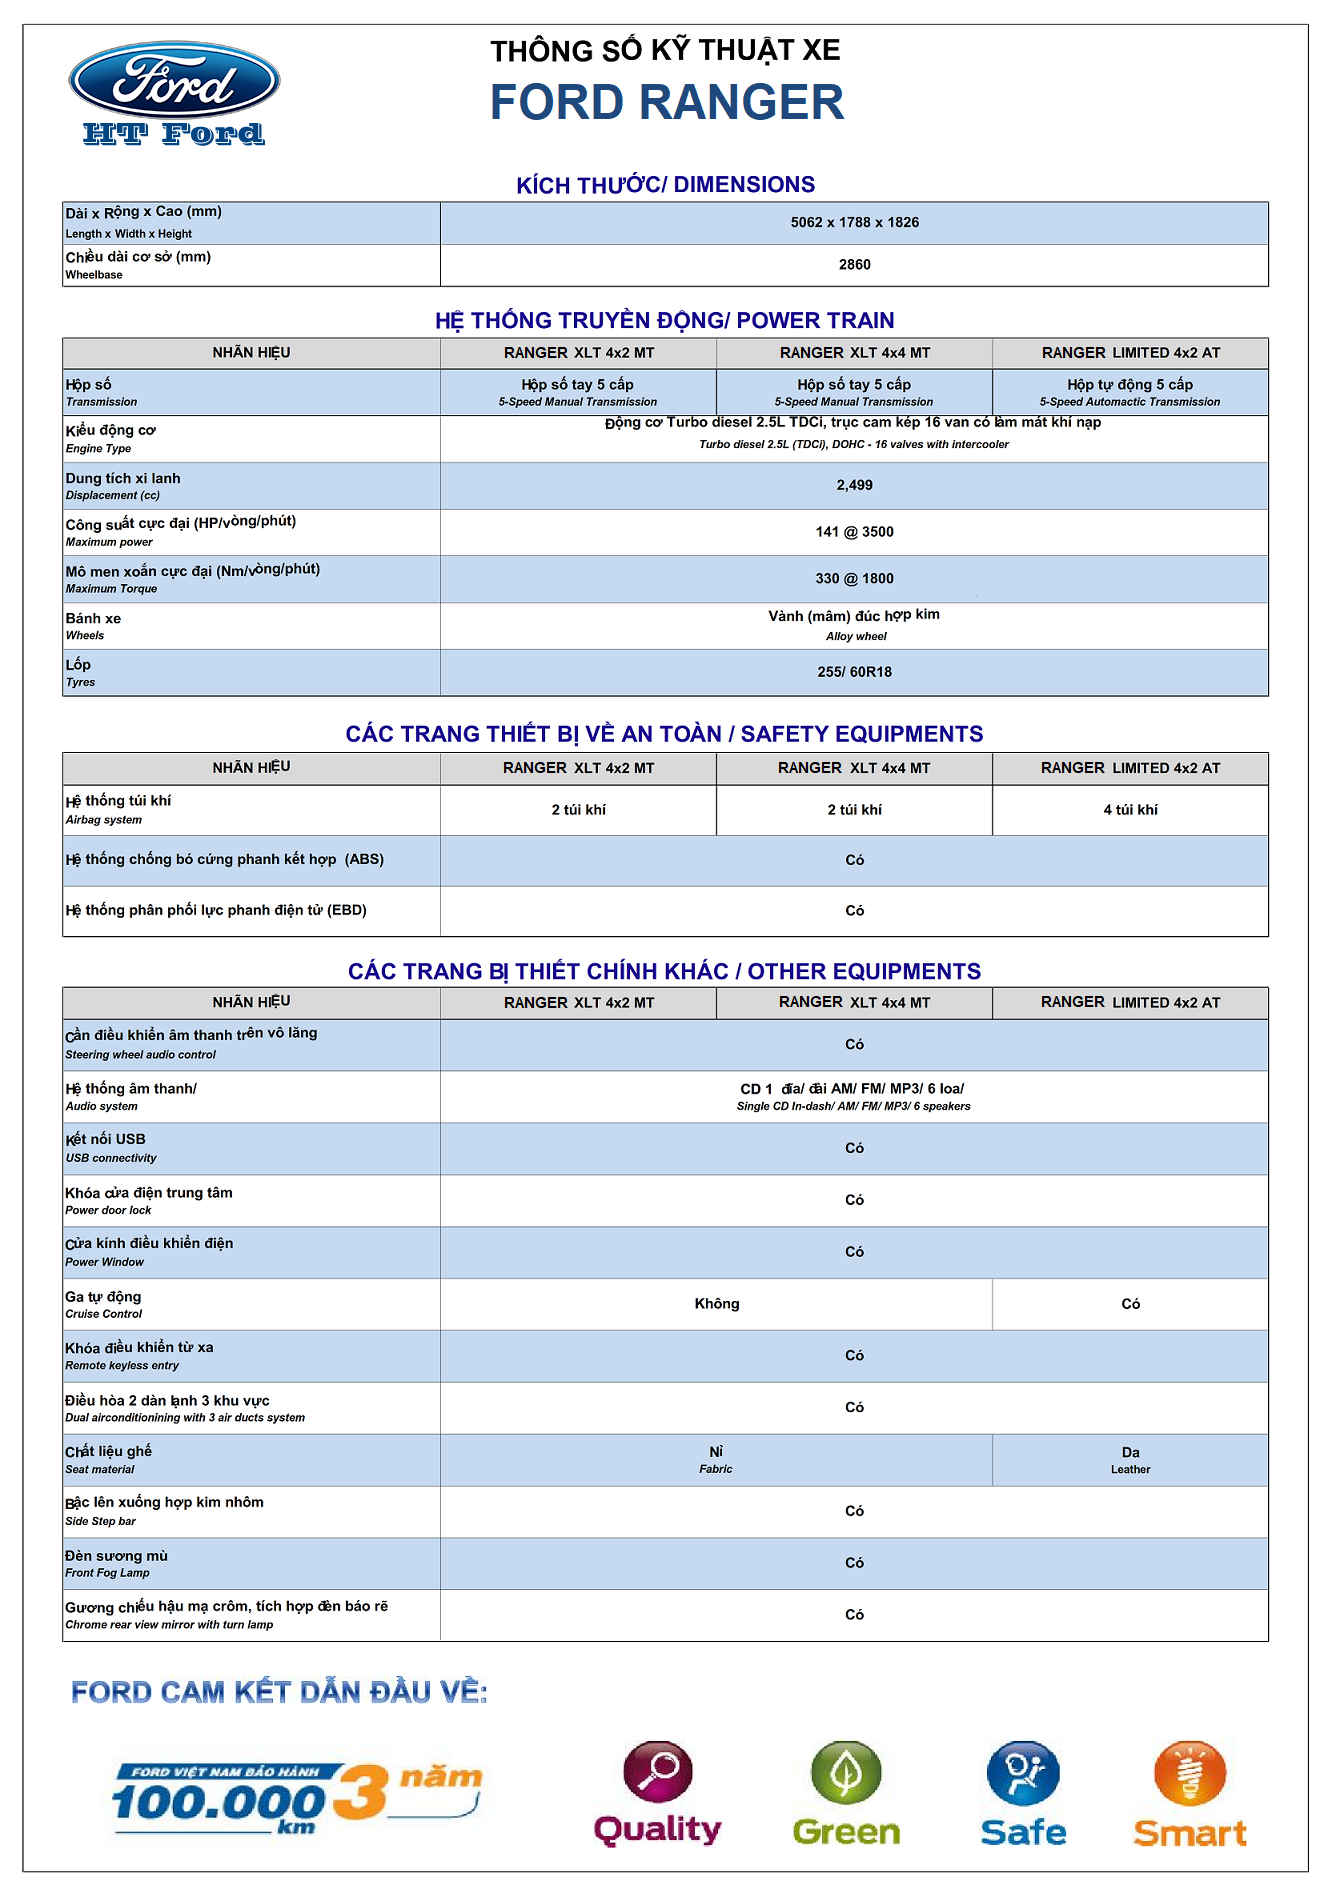 Ford
HT Ford
THÔNG SỐ KỸ THUẬT XE
FORD RANGER
KÍCH THƯỚC/ DIMENSIONS
Dài x Rộng x Cao (mm)
Length x Width x Height
5062 x 1788 x 1826
Chiều dài cơ sở (mm)
Wheelbase
2860
HỆ THỐNG TRUYỀN ĐỘNG/ POWER TRAIN
NHÃN HIỆU RANGER XLT 4x2 MT RANGER XLT 4x4 MT RANGER LIMITED 4x2 AT
Hộp số Hộp số tay 5 cấp Hộp số tay 5 cấp Hộp tự động 5 cấp
Transmission 5-Speed Manual Transmission 5-Speed Manual Transmission 5-Speed Automactic Transmission
Kiểu động cơ
Engine Type
Động cơ Turbo diesel 2.5L TDCi, trục cam kép 16 van có làm mát khí nạp
Turbo diesel 2.5L (TDCi), DOHC - 16 valves with intercooler
Dung tích xi lanh
Displacement (cc)
2,499
Công suất cực đại (HP/vòng/phút)
Maximum power
141 @ 3500
Mô men xoắn cực đại (Nm/vòng/phút)
Maximum Torque
330 @ 1800
Bánh xe
Wheels
Vành (mâm) đúc hợp kim
Alloy wheel
Lốp
Tyres
255/ 60R18
CÁC TRANG THIẾT BỊ VỀ AN TOÀN / SAFETY EQUIPMENTS
NHÃN HIỆU RANGER XLT 4x2 MT RANGER XLT 4x4 MT RANGER LIMITED 4x2 AT
Hệ thống túi khí
Airbag system
2 túi khí 2 túi khí 4 túi khí
Hệ thống chống bó cứng phanh kết hợp (ABS) Có
Hệ thống phân phối lực phanh điện tử (EBD) Có
CÁC TRANG BỊ THIẾT CHÍNH KHÁC / OTHER EQUIPMENTS
NHÃN HIỆU RANGER XLT 4x2 MT RANGER XLT 4x4 MT RANGER LIMITED 4x2 AT
Cần điều khiển âm thanh trên vô lăng
Steering wheel audio control
Có
Hệ thống âm thanh/
Audio system
CD 1 đĩa/ đài AM/ FM/ MP3/ 6 loa/
Single CD In-dash/ AM/ FM/ MP3/ 6 speakers
Kết nối USB
USB connectivity
Có
Khóa cửa điện trung tâm
Power door lock
Có
Cửa kính điều khiển điện
Power Window
Có
Ga tự động
Cruise Control
Không Có
Khóa điều khiển từ xa
Remote keyless entry
Có
Điều hòa 2 dàn lạnh 3 khu vực
Dual airconditionining with 3 air ducts system
Có
Chất liệu ghế
Seat material
Nỉ Da
Fabric Leather
Bậc lên xuống hợp kim nhôm
Side Step bar
Có
Đèn sương mù
Front Fog Lamp
Có
Gương chiếu hậu mạ crôm, tích hợp đèn báo rẽ
Chrome rear view mirror with turn lamp
Có
FORD CAM KẾT DẪN ĐẦU VỀ:
FORD VIỆT NAM BẢO HÀNH
100.000 km 3 năm
Quality Green Safe Smart